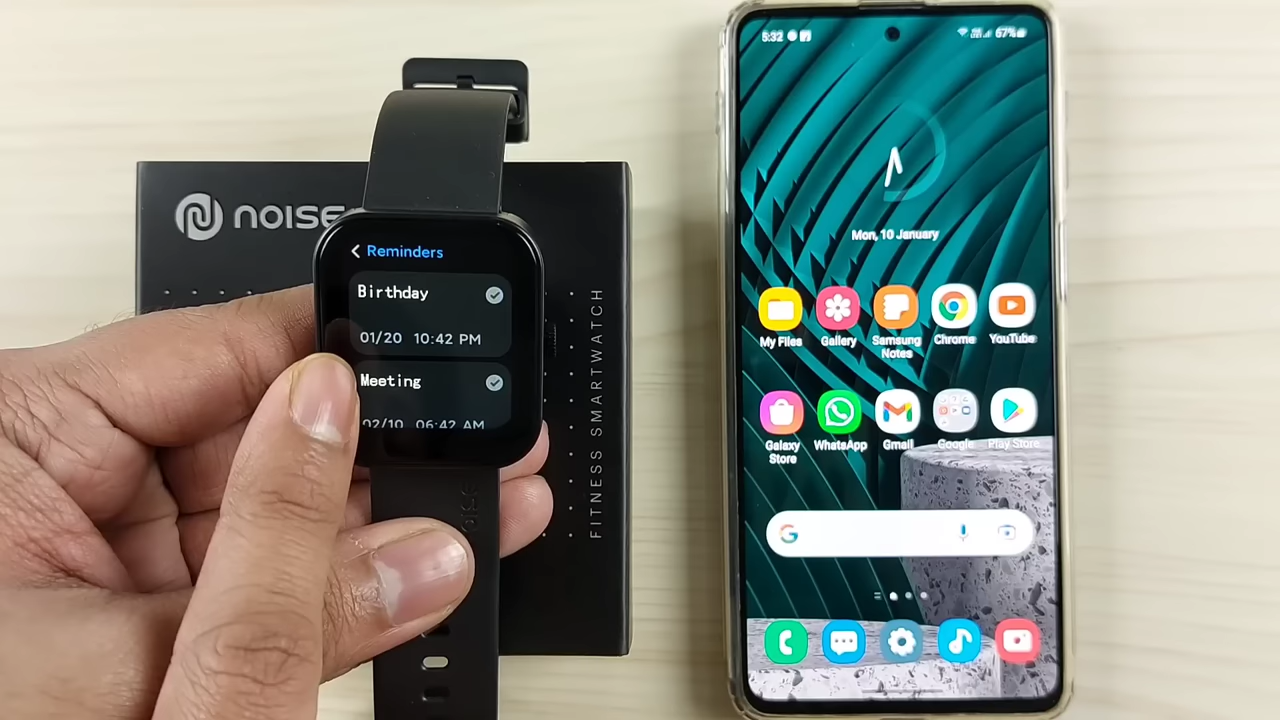 NOISE
Reminders
Birthday
01/20 10:42 PM
Meeting
02/10 06:42 AM
FITNESS SMARTWATCH
5:32
67%
Mon, 10 January
My Files
Gallery
Samsung
Notes
Chrome
YouTube
Galaxy
Store
WhatsApp
Gmail
Google
Play Store